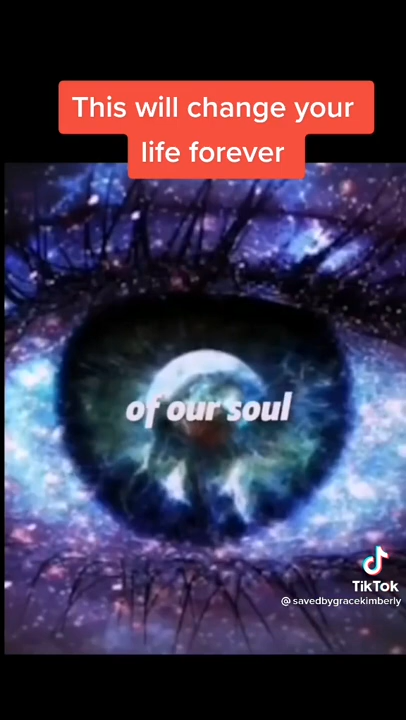 This will change your
life forever
of our soul
TikTok
@savedbygracekimberly